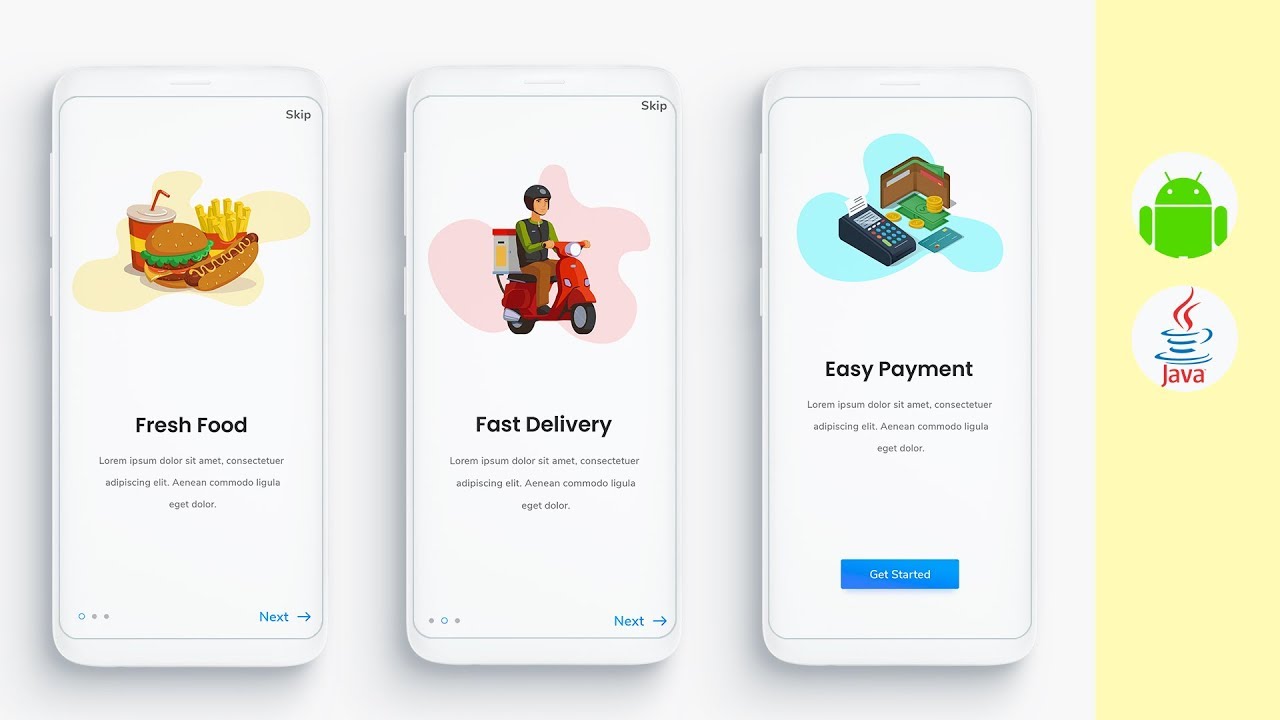 Skip
Fresh Food
Lorem ipsum dolor sit amet, consectetuer
adipiscing elit. Aenean commodo ligula
eget dolor.
Next
Skip
Fast Delivery
Lorem ipsum dolor sit amet, consectetuer
adipiscing elit. Aenean commodo ligula
eget dolor.
Next
Easy Payment
Lorem ipsum dolor sit amet, consectetuer
adipiscing elit. Aenean commodo ligula
eget dolor.
Get Started
Java